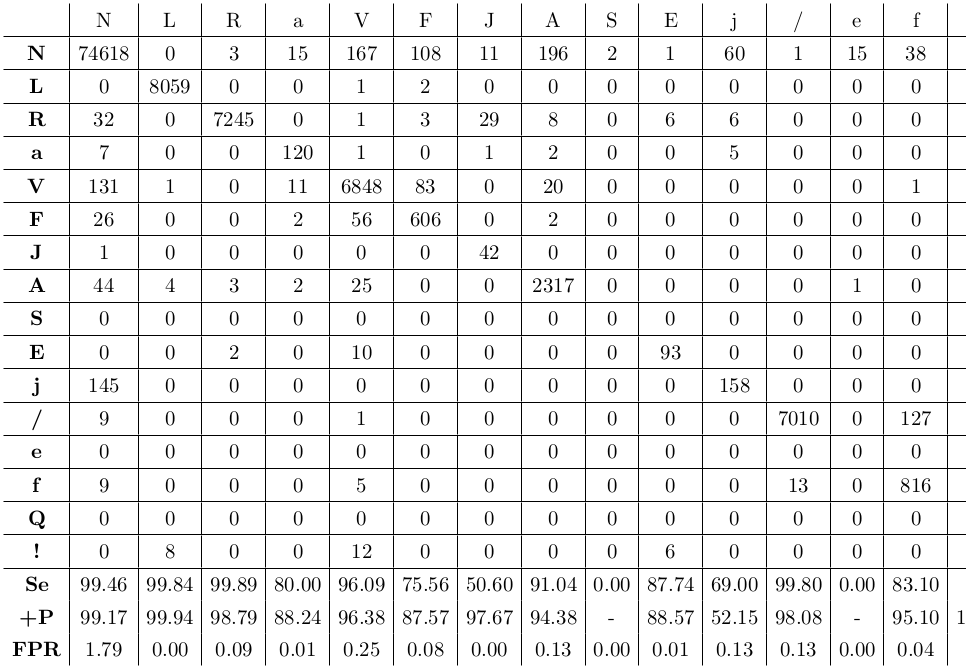 N L R a V F J A S E j / e f
N 74618 0 3 15 167 108 11 196 2 1 60 1 15 38
L 0 8059 0 0 1 2 0 0 0 0 0 0 0 0
R 32 0 7245 0 1 3 29 8 0 6 6 0 0 0
a 7 0 0 120 1 0 1 2 0 0 5 0 0 0
V 131 1 0 11 6848 83 0 20 0 0 0 0 0 1
F 26 0 0 2 56 606 0 2 0 0 0 0 0 0
J 1 0 0 0 0 0 42 0 0 0 0 0 0 0
A 44 4 3 2 25 0 0 2317 0 0 0 0 1 0
S 0 0 0 0 0 0 0 0 0 0 0 0 0 0
E 0 0 2 0 10 0 0 0 0 93 0 0 0 0
j 145 0 0 0 0 0 0 0 0 0 158 0 0 0
/ 9 0 0 0 1 0 0 0 0 0 0 7010 0 127
e 0 0 0 0 0 0 0 0 0 0 0 0 0 0
f 9 0 0 0 5 0 0 0 0 0 0 13 0 816
Q 0 0 0 0 0 0 0 0 0 0 0 0 0 0
! 0 8 0 0 12 0 0 0 0 6 0 0 0 0
Se 99.46 99.84 99.89 80.00 96.09 75.56 50.60 91.04 0.00 87.74 69.00 99.80 0.00 83.10
+P 99.17 99.94 98.79 88.24 96.38 87.57 97.67 94.38 - 88.57 52.15 98.08 - 95.10 1
FPR 1.79 0.00 0.09 0.01 0.25 0.08 0.00 0.13 0.00 0.01 0.13 0.13 0.00 0.04